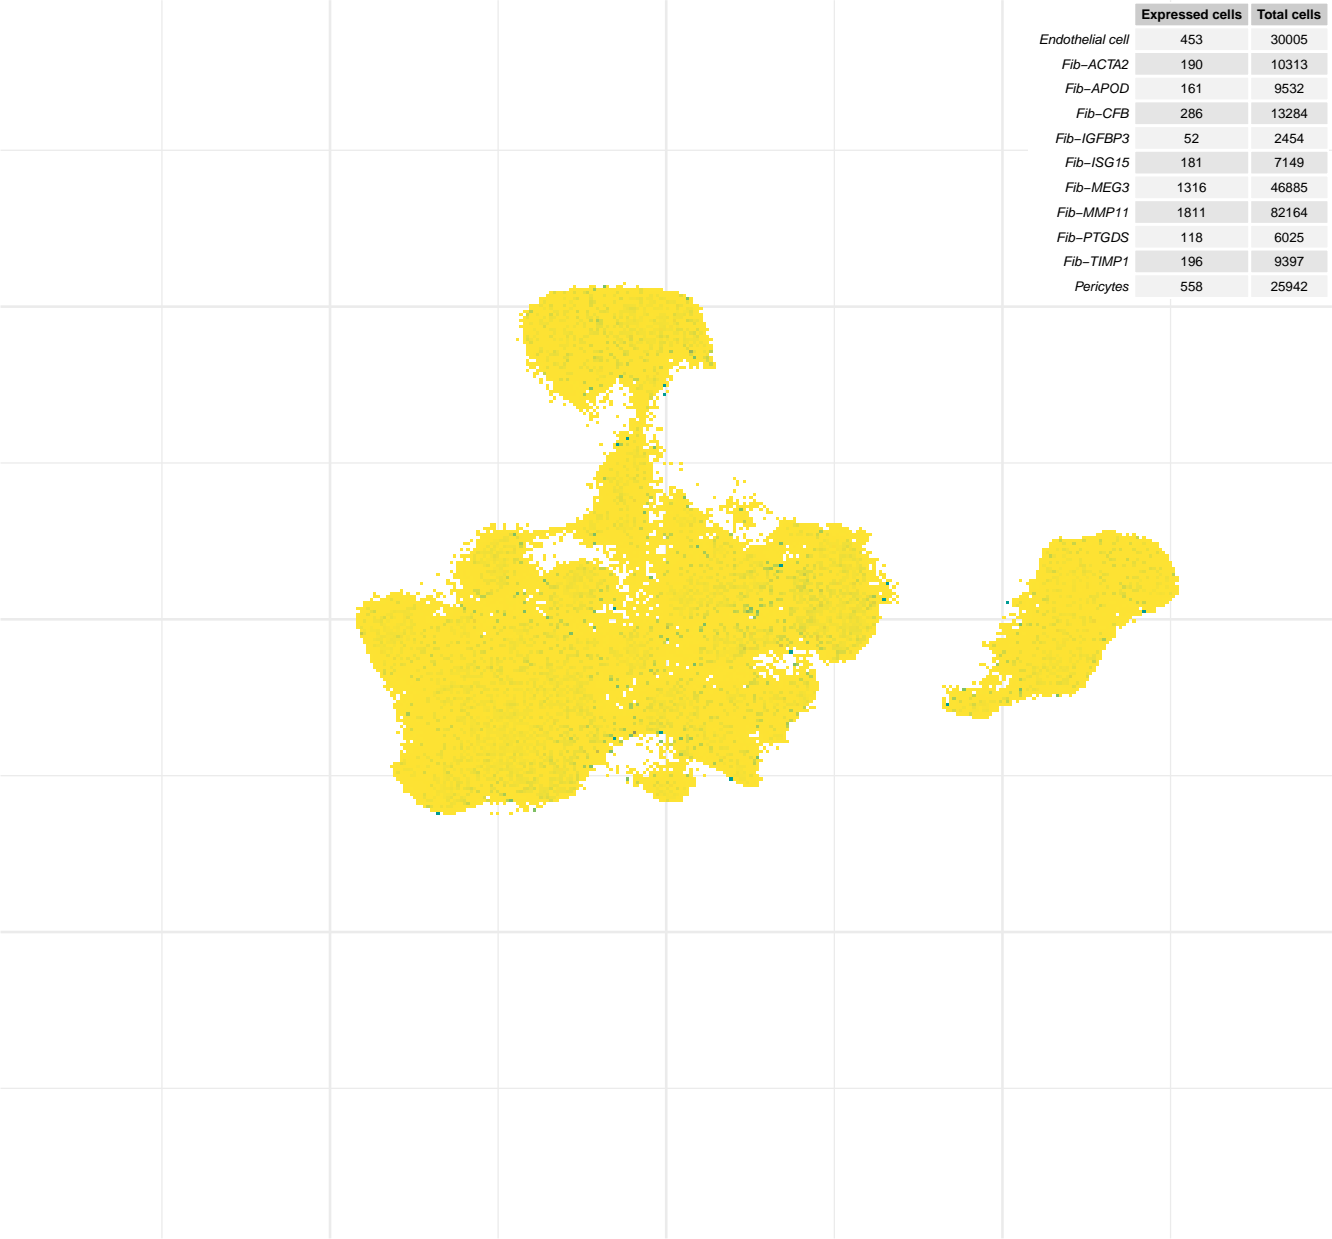 Expressed cells Total cells
Endothelial cell 453 30005
Fib−ACTA2 190 10313
Fib−APOD 161 9532
Fib−CFB 286 13284
Fib−IGFBP3 52 2454
Fib−ISG15 181 7149
Fib−MEG3 1316 46885
Fib−MMP11 1811 82164
Fib−PTGDS 118 6025
Fib−TIMP1 196 9397
Pericytes 558 25942